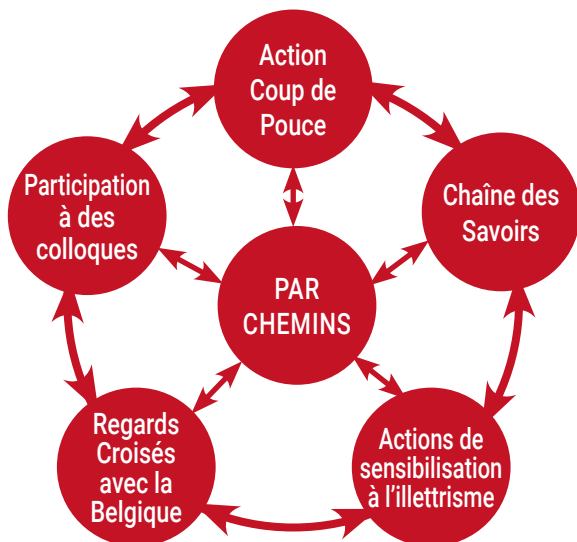 Action
Coup de
Pouce
Participation
à des
colloques
Chaîne des
Savoirs
PAR
CHEMINS
Regards
Croisés
avec la
Belgique
Actions de
sensibilisation
à l’illettrisme